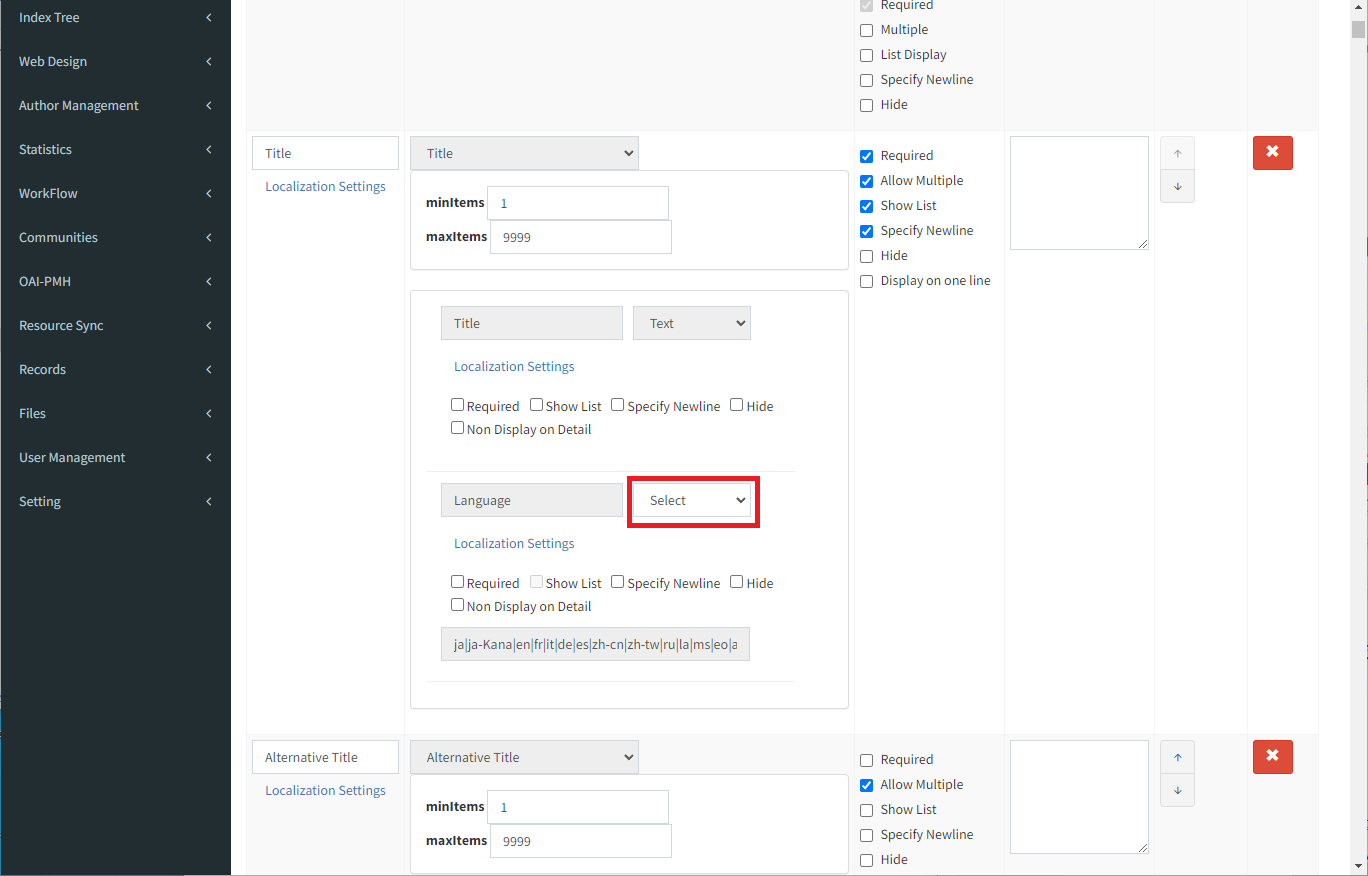 Index Tree
Web Design
Author Management
Statistics
WorkFlow
Communities
OAI-PMH
Resource Sync
Records
Files
User Management
Setting
Required
Multiple
List Display
Specify Newline
Hide
Title
Localization Settings
Title
minItems 1
maxItems 9999
Title Text
Localization Settings
Required Show List Specify Newline Hide
Non Display on Detail
Language Select
Localization Settings
Required Show List Specify Newline Hide
Non Display on Detail
ja|ja-Kana|en|fr|it|de|es|zh-cn|zh-tw|ru|la|ms|eo|a
Required
Allow Multiple
Show List
Specify Newline
Hide
Display on one line
Alternative Title
Localization Settings
Alternative Title
minItems 1
maxItems 9999
Required
Allow Multiple
Show List
Specify Newline
Hide